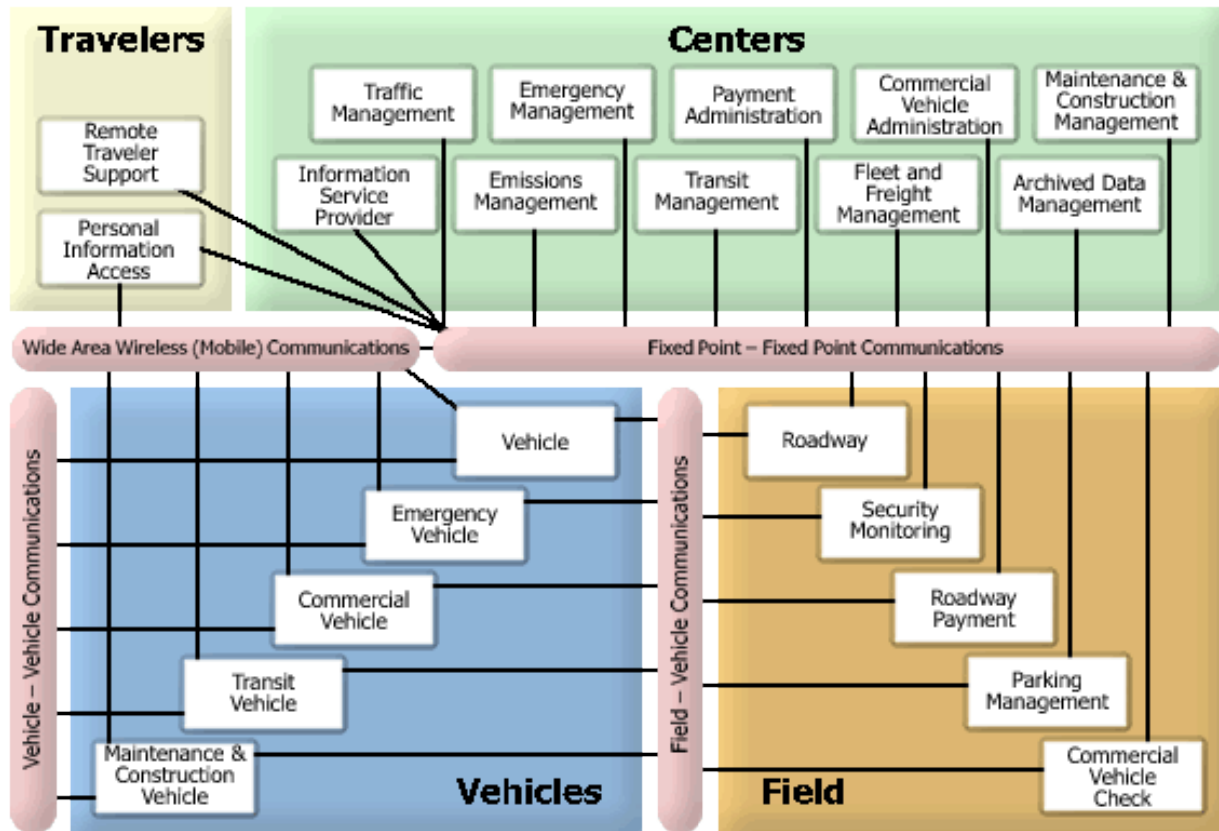 Travelers
Remote
Traveler
Support
Personal
Information
Access
Centers
Traffic
Management
Emergency
Management
Payment
Administration
Commercial
Vehicle
Administration
Maintenance &
Construction
Management
Information
Service
Provider
Emissions
Management
Transit
Management
Fleet and
Freight
Management
Archived Data
Management
Wide Area Wireless (Mobile) Communications
Fixed Point – Fixed Point Communications
Vehicle – Vehicle Communications
Vehicle
Emergency
Vehicle
Commercial
Vehicle
Transit
Vehicle
Maintenance &
Construction
Vehicle
Vehicles
Field – Vehicle Communications
Roadway
Security
Monitoring
Roadway
Payment
Parking
Management
Commercial
Vehicle
Check
Field